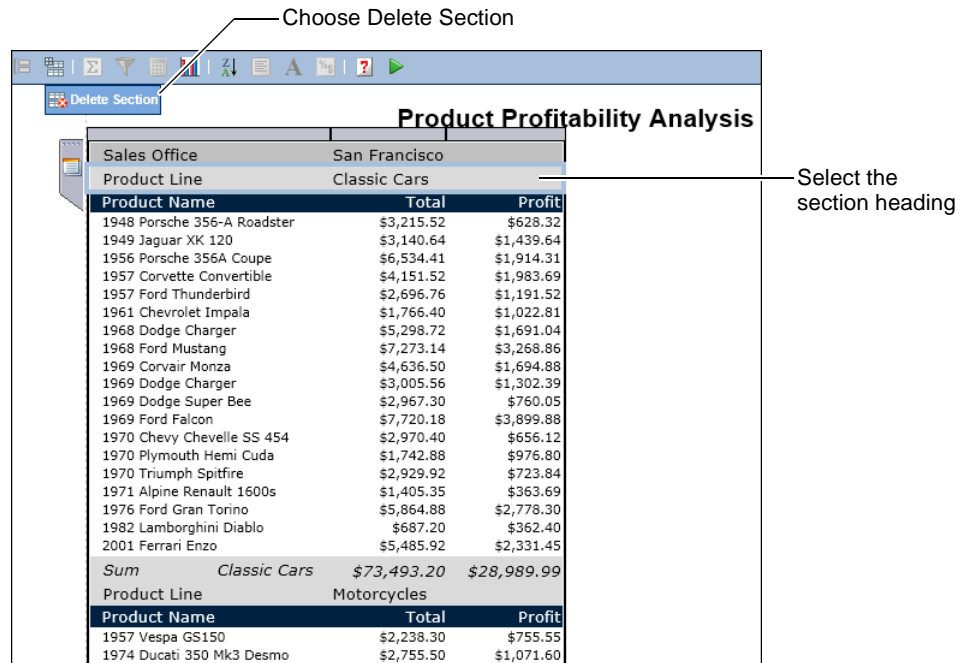 Choose Delete Section
Delete Section
Product Profitability Analysis
Sales Office San Francisco
Product Line Classic Cars
Select the
section heading
Product Name Total Profit
1948 Porsche 356-A Roadster $3,215.52 $628.32
1949 Jaguar XK 120 $3,140.64 $1,439.64
1956 Porsche 356A Coupe $6,534.41 $1,914.31
1957 Corvette Convertible $4,151.52 $1,983.69
1957 Ford Thunderbird $2,696.76 $1,191.52
1961 Chevrolet Impala $1,766.40 $1,022.81
1968 Dodge Charger $5,298.72 $1,691.04
1968 Ford Mustang $7,273.14 $3,268.86
1969 Corvair Monza $4,636.50 $1,694.88
1969 Dodge Charger $3,005.56 $1,302.39
1969 Dodge Super Bee $2,967.30 $760.05
1969 Ford Falcon $7,720.18 $3,899.88
1970 Chevy Chevelle SS 454 $2,970.40 $656.12
1970 Plymouth Hemi Cuda $1,742.88 $976.80
1970 Triumph Spitfire $2,929.92 $723.84
1971 Alpine Renault 1600s $1,405.35 $363.69
1976 Ford Gran Torino $5,864.88 $2,778.30
1982 Lamborghini Diablo $687.20 $362.40
2001 Ferrari Enzo $5,485.92 $2,331.45
Sum Classic Cars $73,493.20 $28,989.99
Product Line Motorcycles
Product Name Total Profit
1957 Vespa GS150 $2,238.30 $755.55
1974 Ducati 350 Mk3 Desmo $2,755.50 $1,071.60